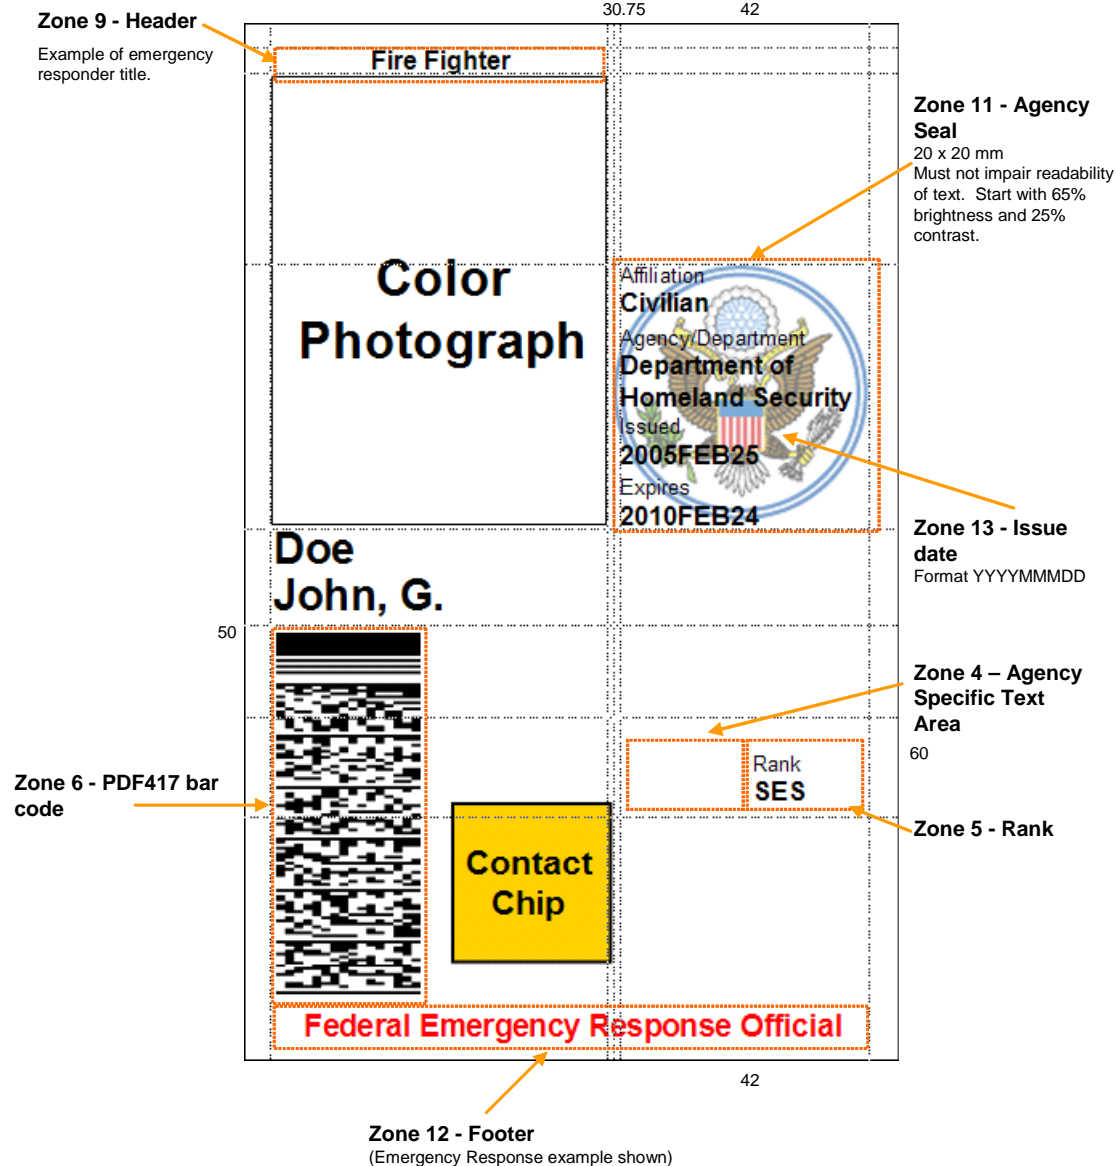 30.75
42
Zone 9 - Header
Example of emergency
responder title.
Fire Fighter
Zone 11 - Agency
Seal
20 x 20 mm
Must not impair readability
of text.  Start with 65%
brightness and 25%
contrast.
Color
Photograph
Affiliation
Civilian
Agency/Department
Department of
Homeland Security
Issued
2005FEB25
Expires
2010FEB24
Zone 13 - Issue
date
Format YYYYMMMDD
Doe
John, G.
50
Zone 4 – Agency
Specific Text
Area
60
Rank
SES
Zone 5 - Rank
Zone 6 - PDF417 bar
code
Contact
Chip
Federal Emergency Response Official
42
Zone 12 - Footer
(Emergency Response example shown)